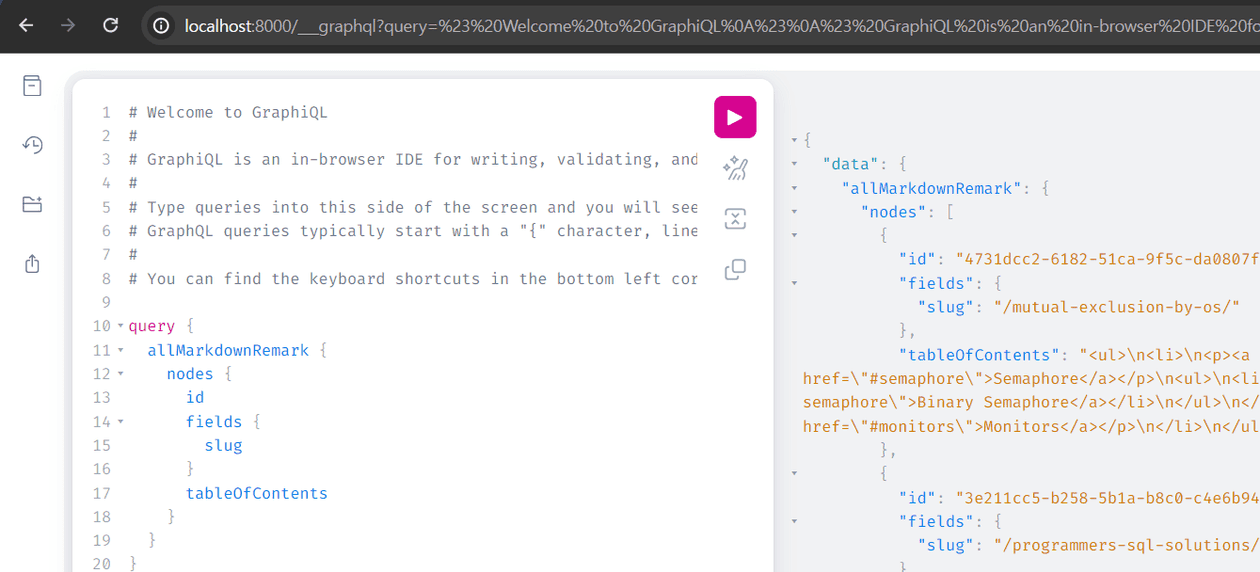 localhost:8000/___graphql?query=%23%20Welcome%20to%20GraphiQL%0A%23%0A%23%20GraphiQL%20is%20an%20in-browser%20IDE%20fo
1 # Welcome to GraphiQL
2 #
3 # GraphiQL is an in-browser IDE for writing, validating, and
4 #
5 # Type queries into this side of the screen and you will see
6 # GraphQL queries typically start with a "{" character, line
7 #
8 # You can find the keyboard shortcuts in the bottom left cor
9
10 query {
11 allMarkdownRemark {
12 nodes {
13 id
14 fields {
15 slug
16 }
17 tableOfContents
18 }
19 }
20 }
{
"data": {
"allMarkdownRemark": {
"nodes": [
{
"id": "4731dcc2-6182-51ca-9f5c-da0807f
"fields": {
"slug": "/mutual-exclusion-by-os/"
},
"tableOfContents": "<ul>\n<li>\n<p><a
href=\"#semaphore\">Semaphore</a></p>\n<ul>\n<li
semaphore\">Binary Semaphore</a></li>\n</ul>\n</
href=\"#monitors\">Monitors</a></p>\n</li>\n</ul
},
{
"id": "3e211cc5-b258-5b1a-b8c0-c4e6b94
"fields": {
"slug": "/programmers-sql-solutions/
}